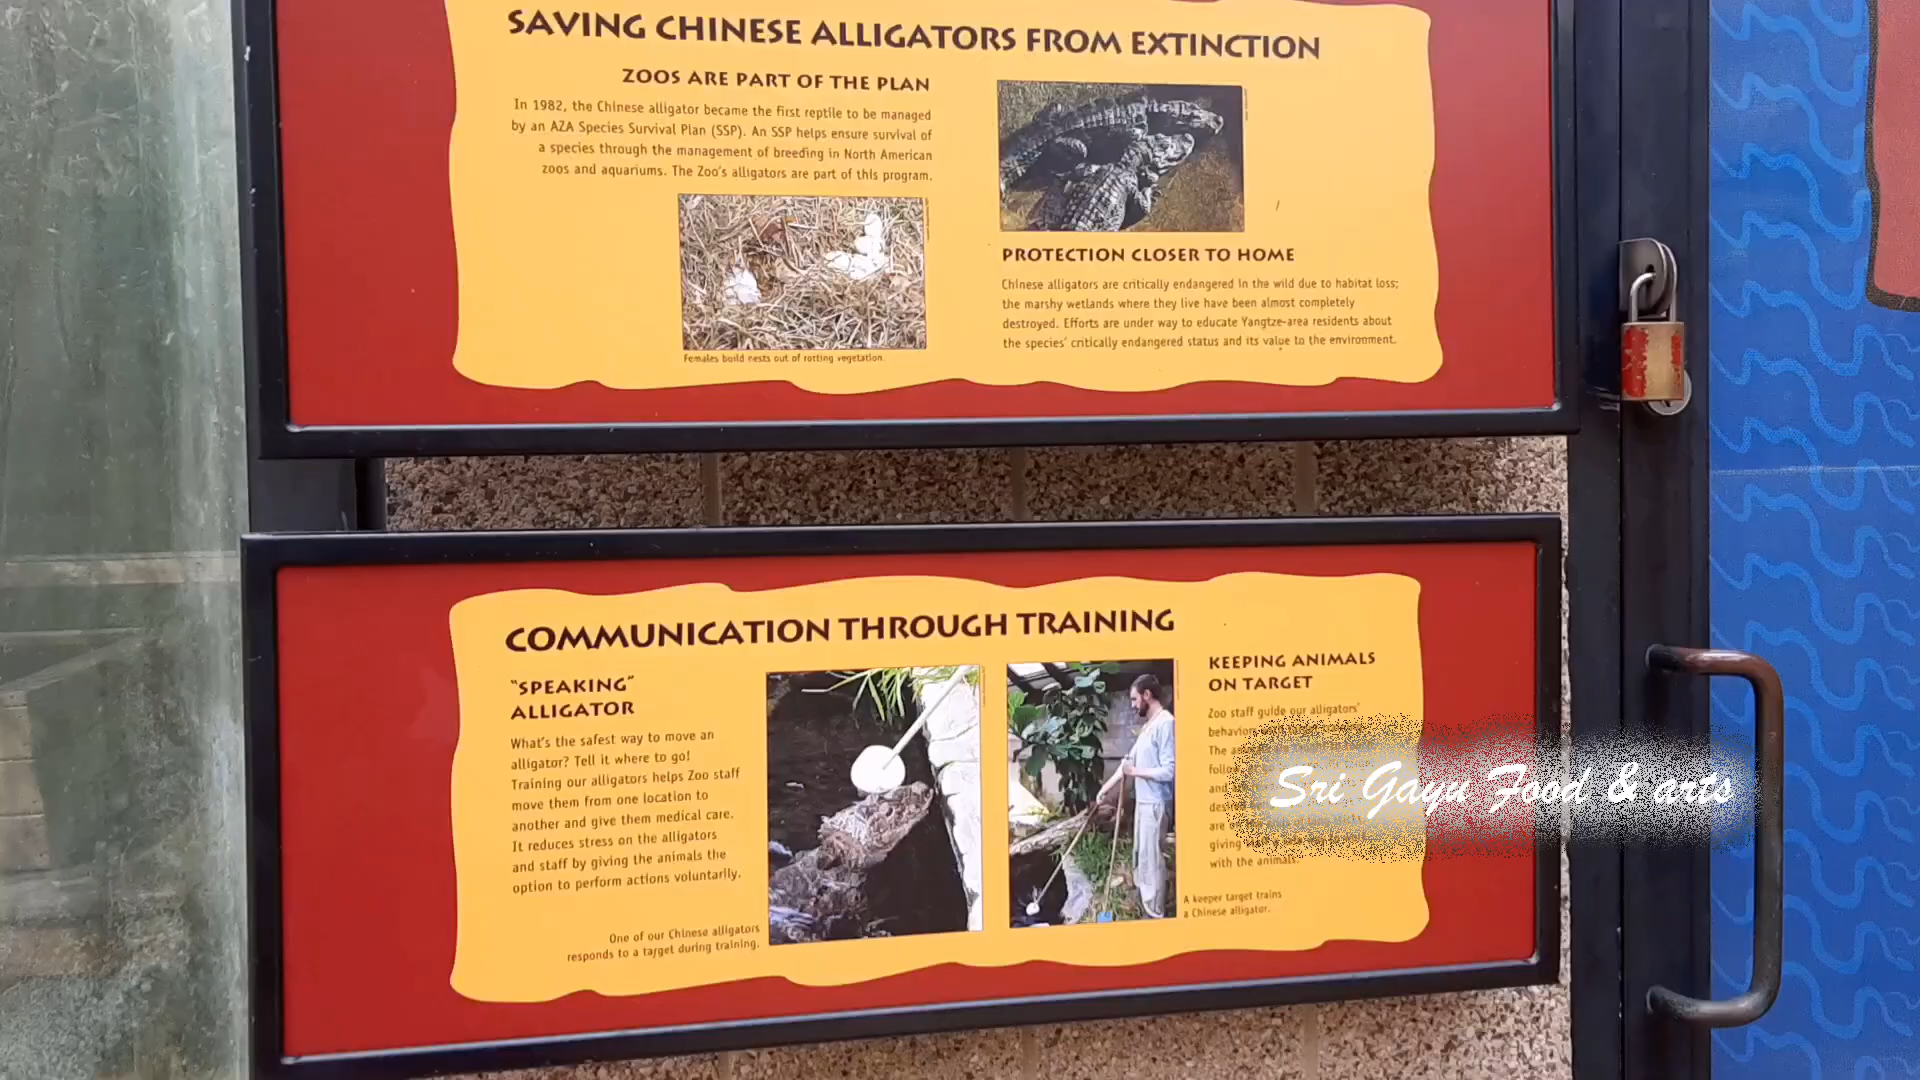 SAVING CHINESE ALLIGATORS FROM EXTINCTION
ZOOS ARE PART OF THE PLAN
In 1982, the Chinese alligator became the first reptile to be managed
by an AZA Species Survival Plan (SSP). An SSP helps ensure survival of
a species through the management of breeding in North American
zoos and aquariums. The Zoo's alligators are part of this program.
Females build nests out of rotting vegetation.
PROTECTION CLOSER TO HOME
Chinese alligators are critically endangered in the wild due to habitat loss;
the marshy wetlands where they live have been almost completely
destroyed. Efforts are under way to educate Yangtze-area residents about
the species' critically endangered status and its value to the environment.
COMMUNICATION THROUGH TRAINING
"SPEAKING"
ALLIGATOR
What's the safest way to move an
alligator? Tell it where to go!
Training our alligators helps Zoo staff
move them from one location to
another and give them medical care.
It reduces stress on the alligators
and staff by giving the animals the
option to perform actions voluntarily.
One of our Chinese alligators
responds to a target during training.
KEEPING ANIMALS
ON TARGET
Zoo staff guide our alligators'
The
and
are
giving
with the animals.
A keeper target trains
a Chinese alligator.
Sri Gayu Food & arts